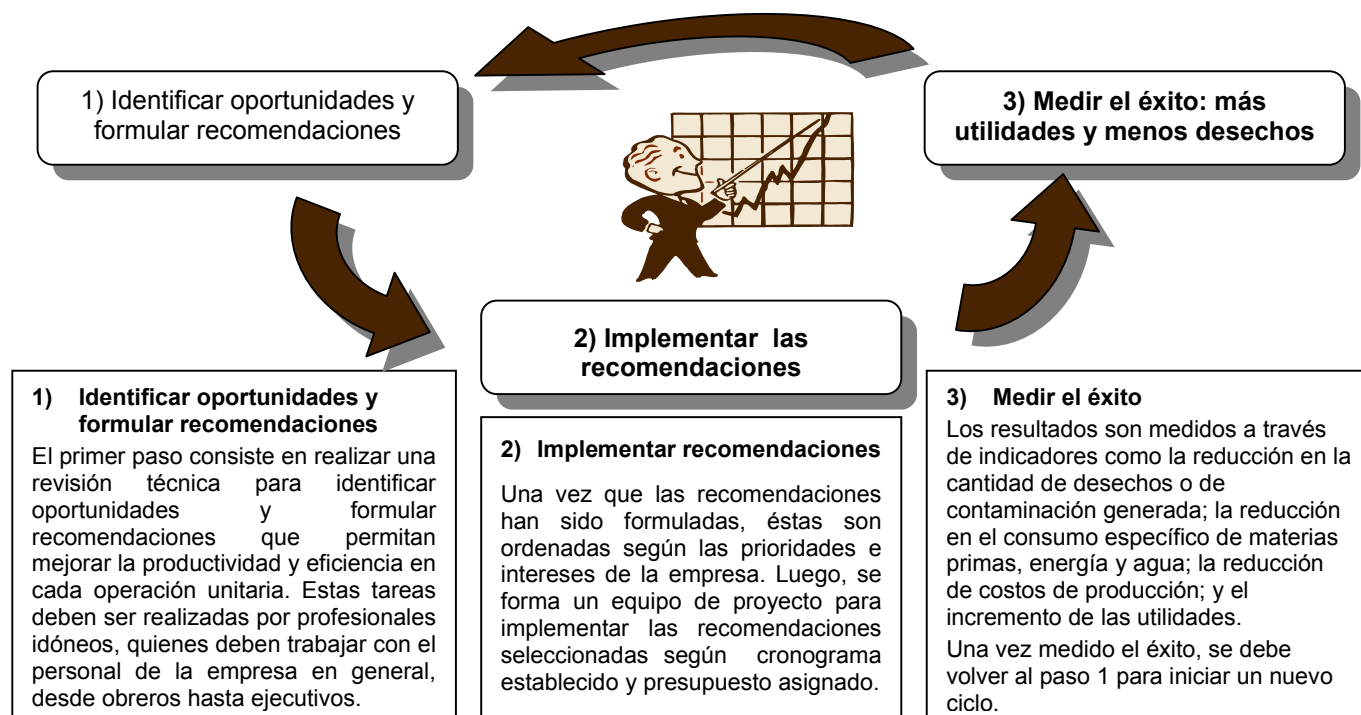 1) Identificar oportunidades y
formular recomendaciones
3) Medir el éxito: más
utilidades y menos desechos
2) Implementar las
recomendaciones
1) Identificar oportunidades y
formular recomendaciones
El primer paso consiste en realizar una
revisión técnica para identificar
oportunidades y formular
recomendaciones que permitan
mejorar la productividad y eficiencia en
cada operación unitaria. Estas tareas
deben ser realizadas por profesionales
idóneos, quienes deben trabajar con el
personal de la empresa en general,
desde obreros hasta ejecutivos.
2) Implementar recomendaciones
Una vez que las recomendaciones
han sido formuladas, éstas son
ordenadas según las prioridades e
intereses de la empresa. Luego, se
forma un equipo de proyecto para
implementar las recomendaciones
seleccionadas según cronograma
establecido y presupuesto asignado.
3) Medir el éxito
Los resultados son medidos a través
de indicadores como la reducción en la
cantidad de desechos o de
contaminación generada; la reducción
en el consumo específico de materias
primas, energía y agua; la reducción
de costos de producción; y el
incremento de las utilidades.
Una vez medido el éxito, se debe
volver al paso 1 para iniciar un nuevo
ciclo.